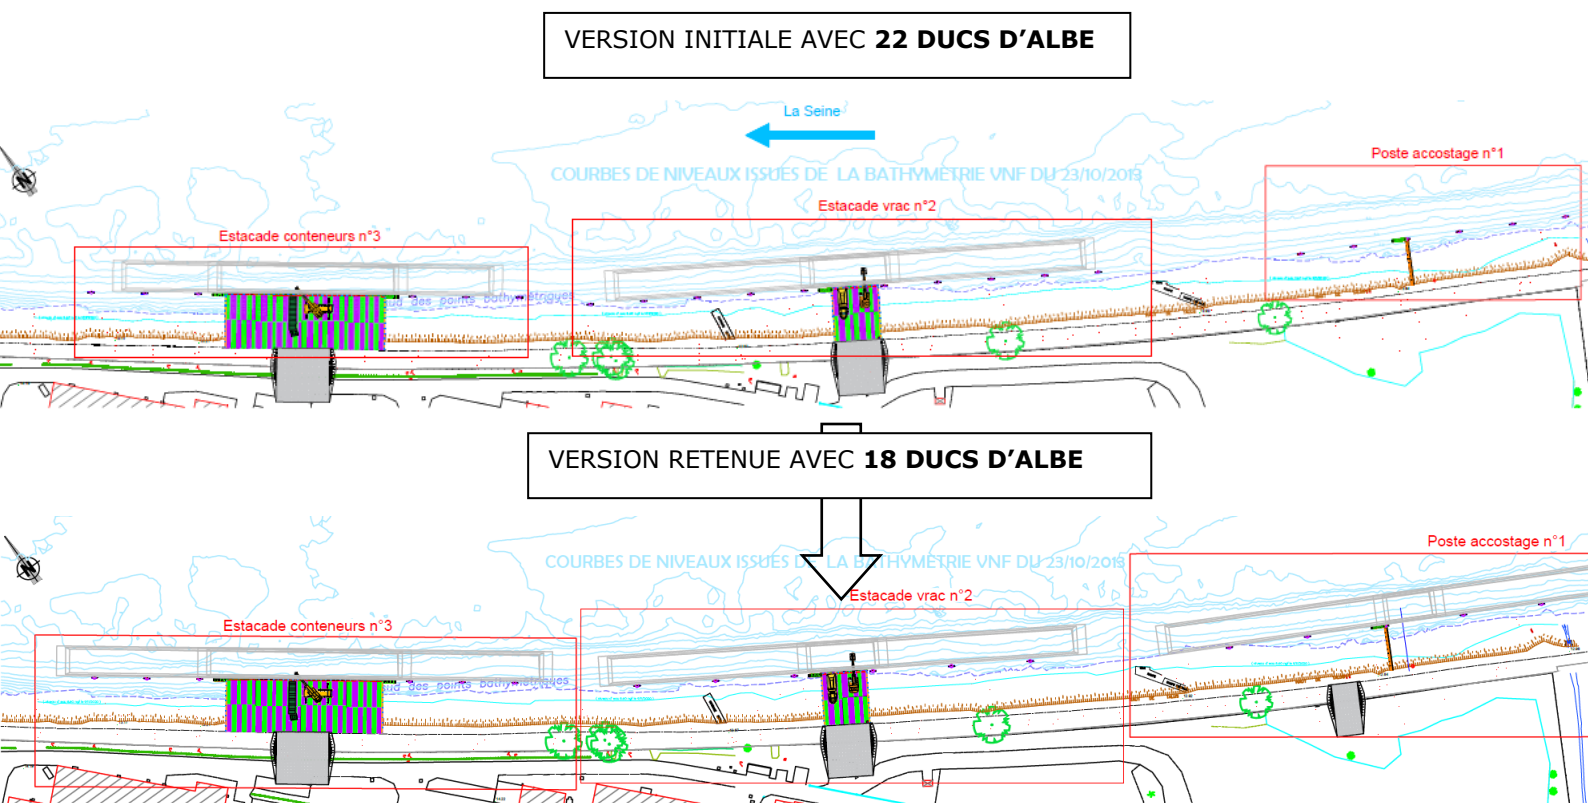 VERSION INITIALE AVEC 22 DUCS D'ALBE
La Seine
Poste accostage n°1
COURBES DE NIVEAUX ISSUES DE LA BATHYMETRIE VNF DU 23/10/2013
Estacade vrac n°2
Estacade conteneurs n°3
N
des points bathymétriques
VERSION RETENUE AVEC 18 DUCS D'ALBE
Poste accostage n°1
COURBES DE NIVEAUX ISSUES DE LA BATHYMETRIE VNF DU 23/10/2013
Estacade vrac n°2
Estacade conteneurs n°3
N
des points bathymétriques